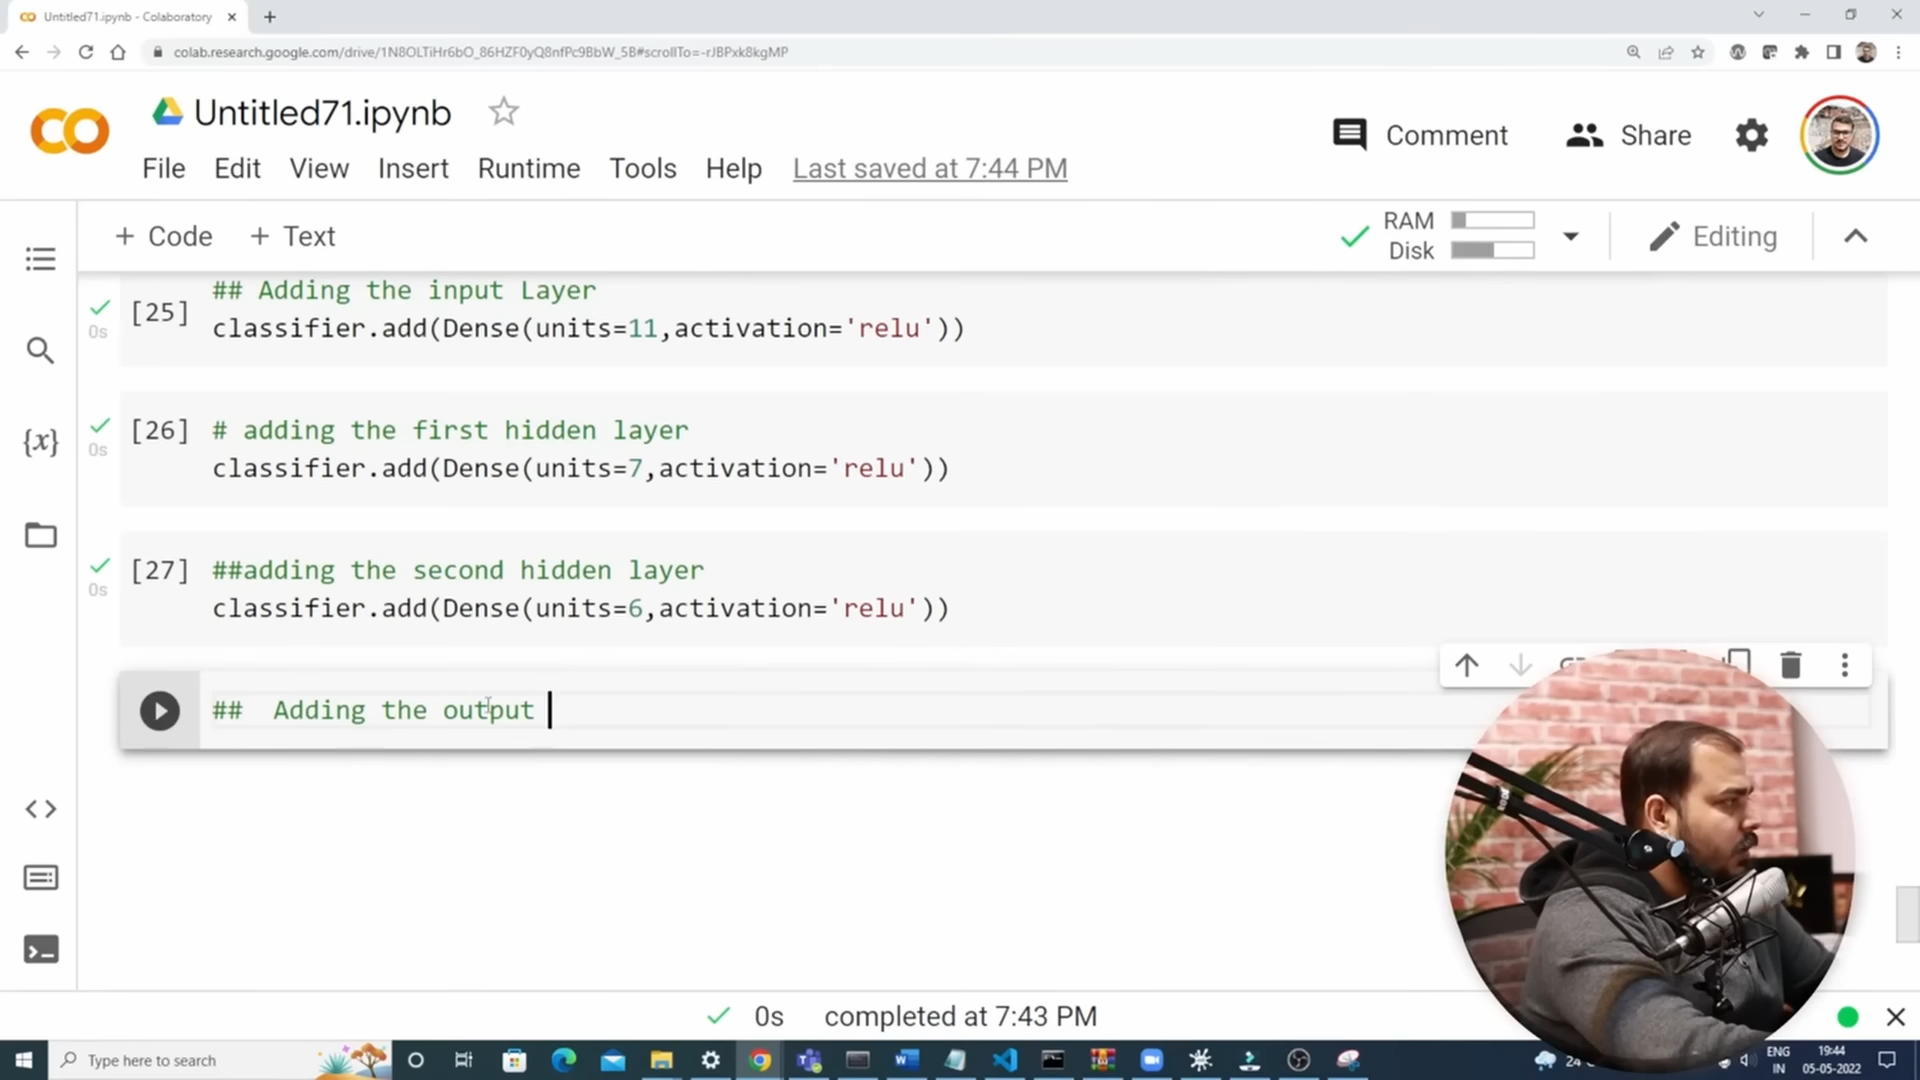 Untitled71.ipynb - Colaboratory
colab.research.google.com/drive/1N8OLTiHr6bO_86HZF0yQ8nfPc9BbW_5B#scrollTo=-rJBPxk8kgMP
Untitled71.ipynb
Comment
Share
File Edit View Insert Runtime Tools Help Last saved at 7:44 PM
+ Code + Text
RAM
Disk
Editing
## Adding the input Layer
[25]
0s
classifier.add(Dense(units=11,activation='relu'))
[26] # adding the first hidden layer
0s
classifier.add(Dense(units=7,activation='relu'))
[27] ##adding the second hidden layer
0s
classifier.add(Dense(units=6,activation='relu'))
##  Adding the output
{x}
0s completed at 7:43 PM
Type here to search
24
ENG
IN
19:44
05-05-2022